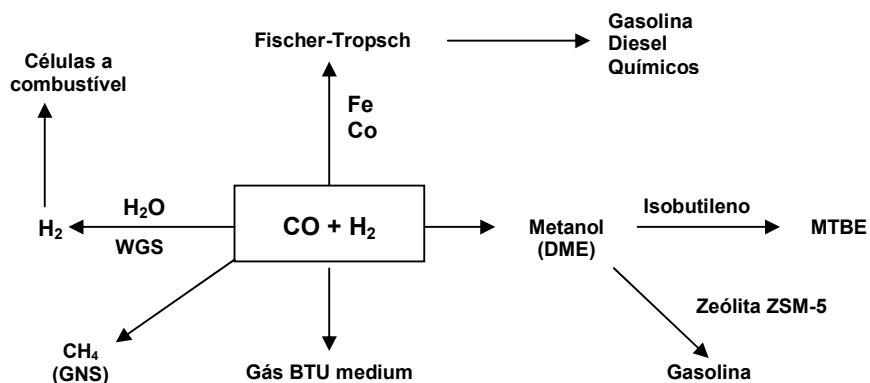 Fischer-Tropsch
Gasolina
Diesel
Químicos
Células a
combustível
Fe
Co
H₂
H₂O
WGS
CO + H₂
Metanol
(DME)
Isobutileno
MTBE
Zeólita ZSM-5
CH₄
(GNS)
Gás BTU medium
Gasolina